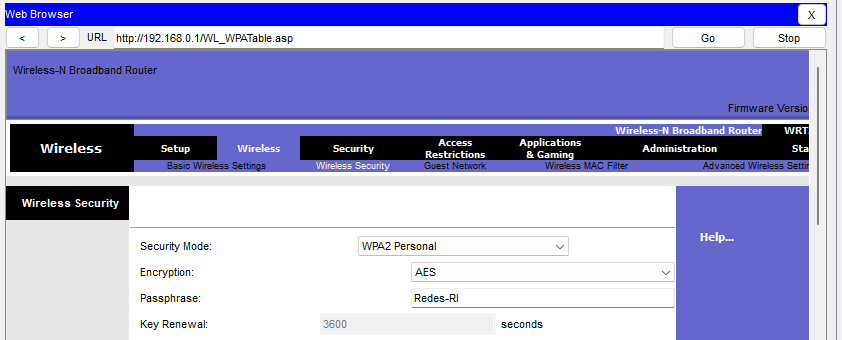 Web Browser X
< > URL http://192.168.0.1/WL_WPATable.asp Go Stop
Wireless-N Broadband Router
Firmware Versio
Wireless-N Broadband Router WRT
Wireless Setup Wireless Security Access Restrictions Applications & Gaming Administration Sta
Basic Wireless Settings Wireless Security Guest Network Wireless MAC Filter Advanced Wireless Settin
Wireless Security
Help...
Security Mode: WPA2 Personal
Encryption: AES
Passphrase: Redes-RI
Key Renewal: 3600 seconds